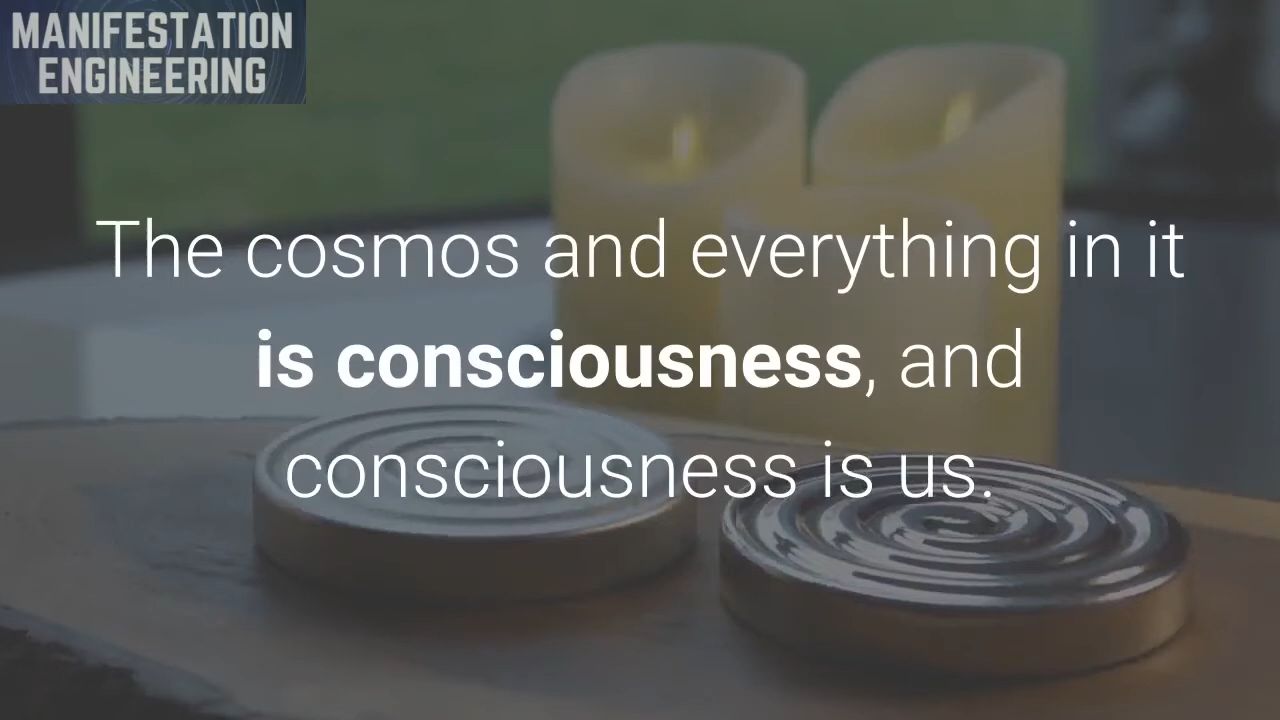 MANIFESTATION
ENGINEERING
The cosmos and everything in it
is consciousness, and
consciousness is us.